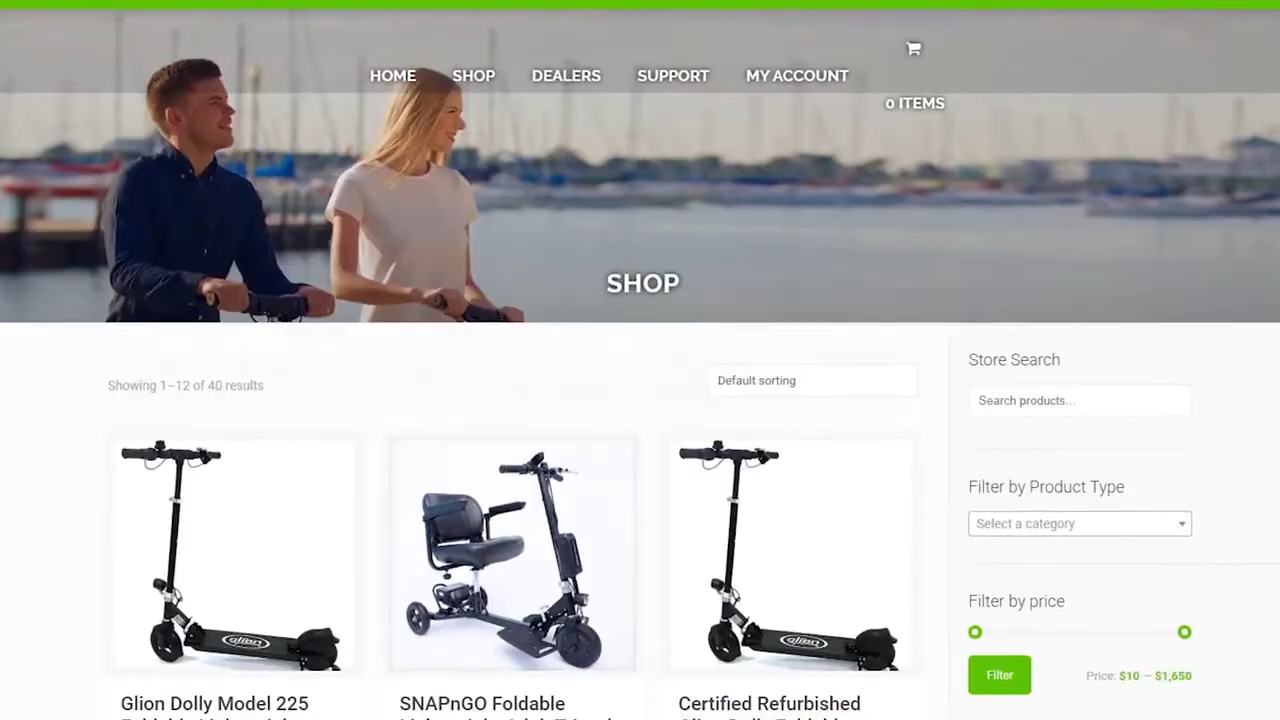 HOME SHOP DEALERS SUPPORT MY ACCOUNT
0 ITEMS
SHOP
Showing 1–12 of 40 results
Default sorting
Store Search
Search products...
Filter by Product Type
Select a category
Filter by price
Filter
Price: $10 — $1,650
glion
glion
Glion Dolly Model 225
SNAPnGO Foldable
Certified Refurbished